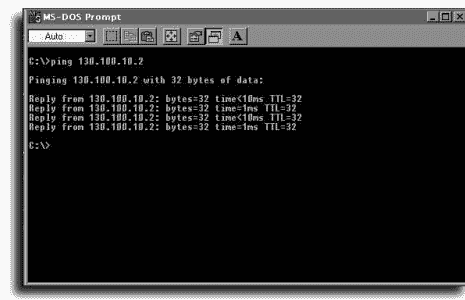 MS-DOS Prompt
Auto
A
C:\>ping 130.100.10.2
Pinging 130.100.10.2 with 32 bytes of data:
Reply from 130.100.10.2: bytes=32 time<10ms TTL=32
Reply from 130.100.10.2: bytes=32 time=1ms TTL=32
Reply from 130.100.10.2: bytes=32 time<10ms TTL=32
Reply from 130.100.10.2: bytes=32 time=1ms TTL=32
C:\>